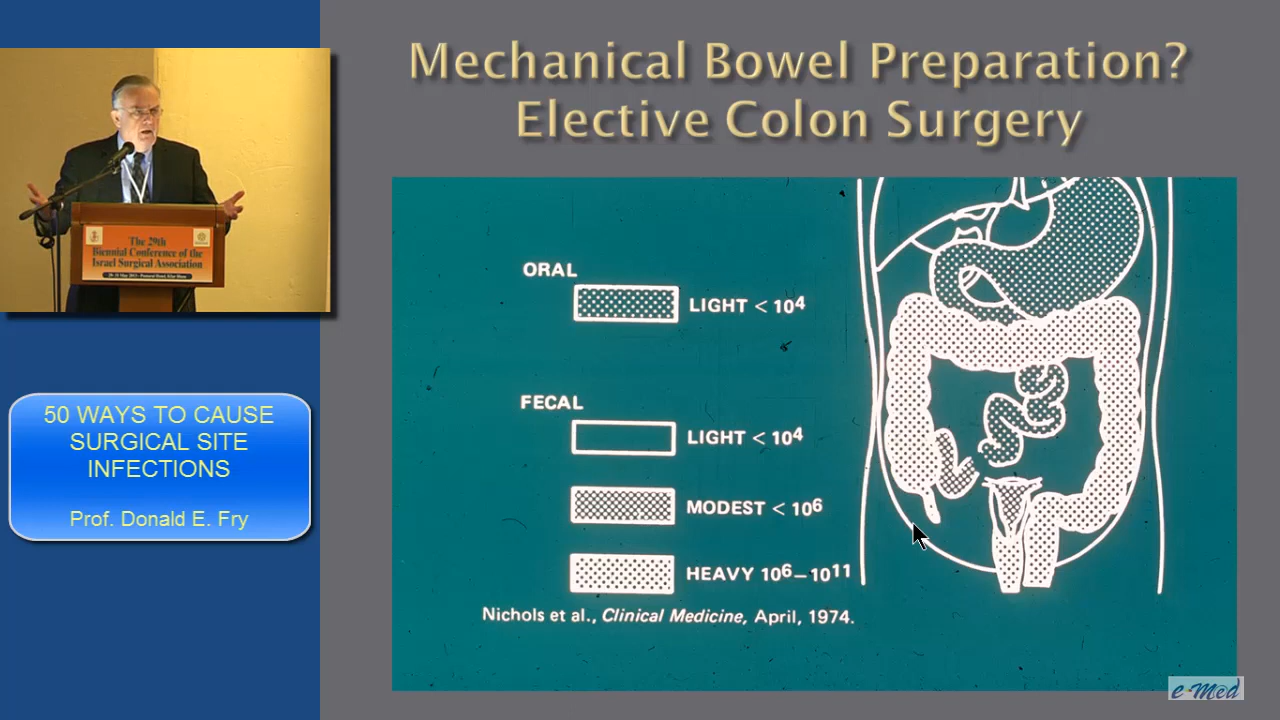 Mechanical Bowel Preparation?
Elective Colon Surgery
The 29th
Biennial Conference of the
Israel Surgical Association
50 WAYS TO CAUSE
SURGICAL SITE
INFECTIONS
Prof. Donald E. Fry
ORAL
LIGHT < 10⁴
FECAL
LIGHT < 10⁴
MODEST < 10⁶
HEAVY 10⁶–10¹¹
Nichols et al., Clinical Medicine, April, 1974.
e-Med